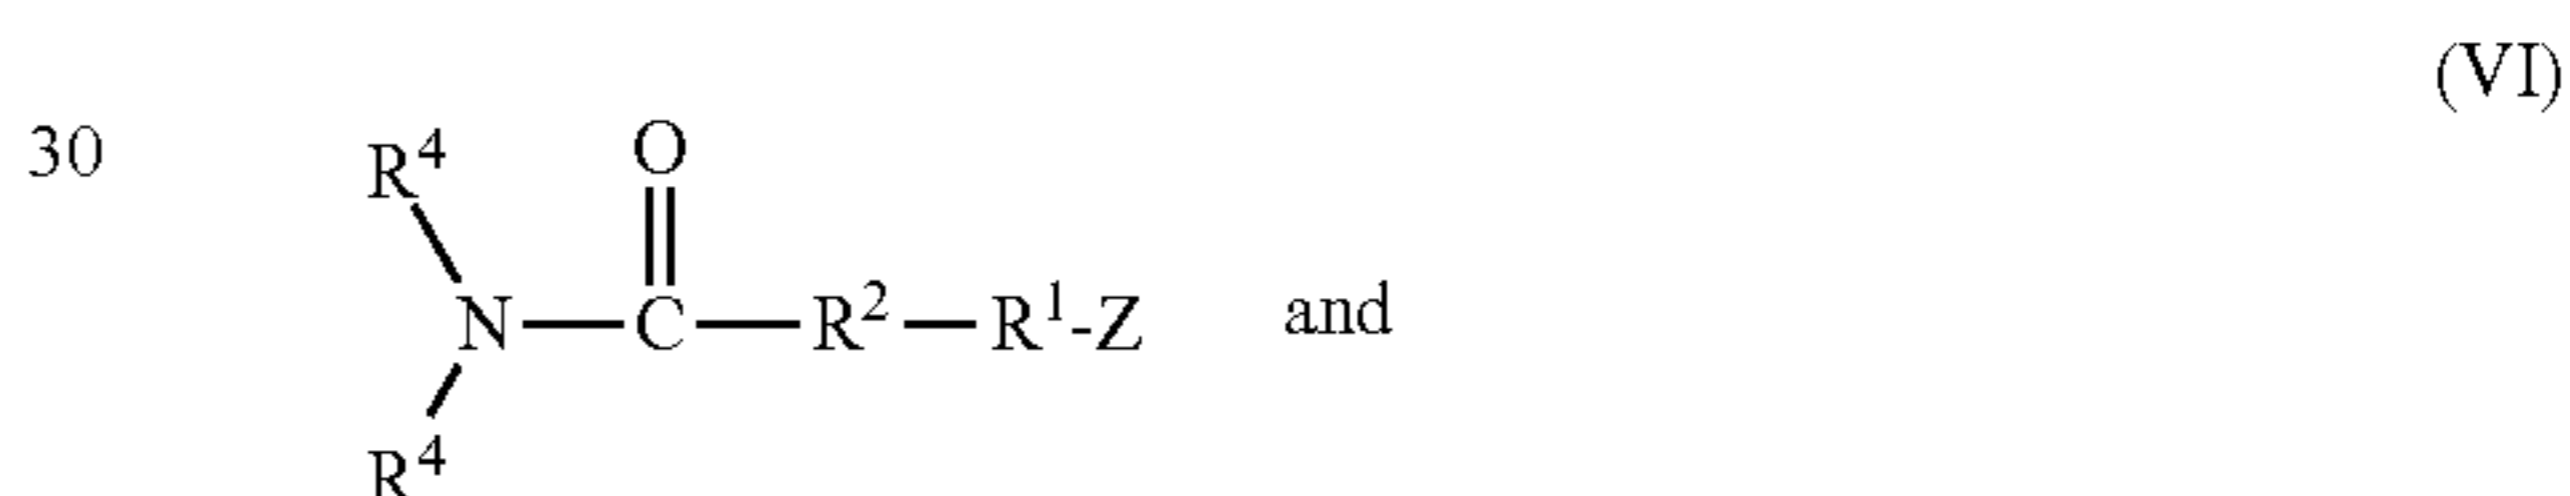 (VI)
30
R⁴ O
N—C—R²—R¹-Z and
R⁴